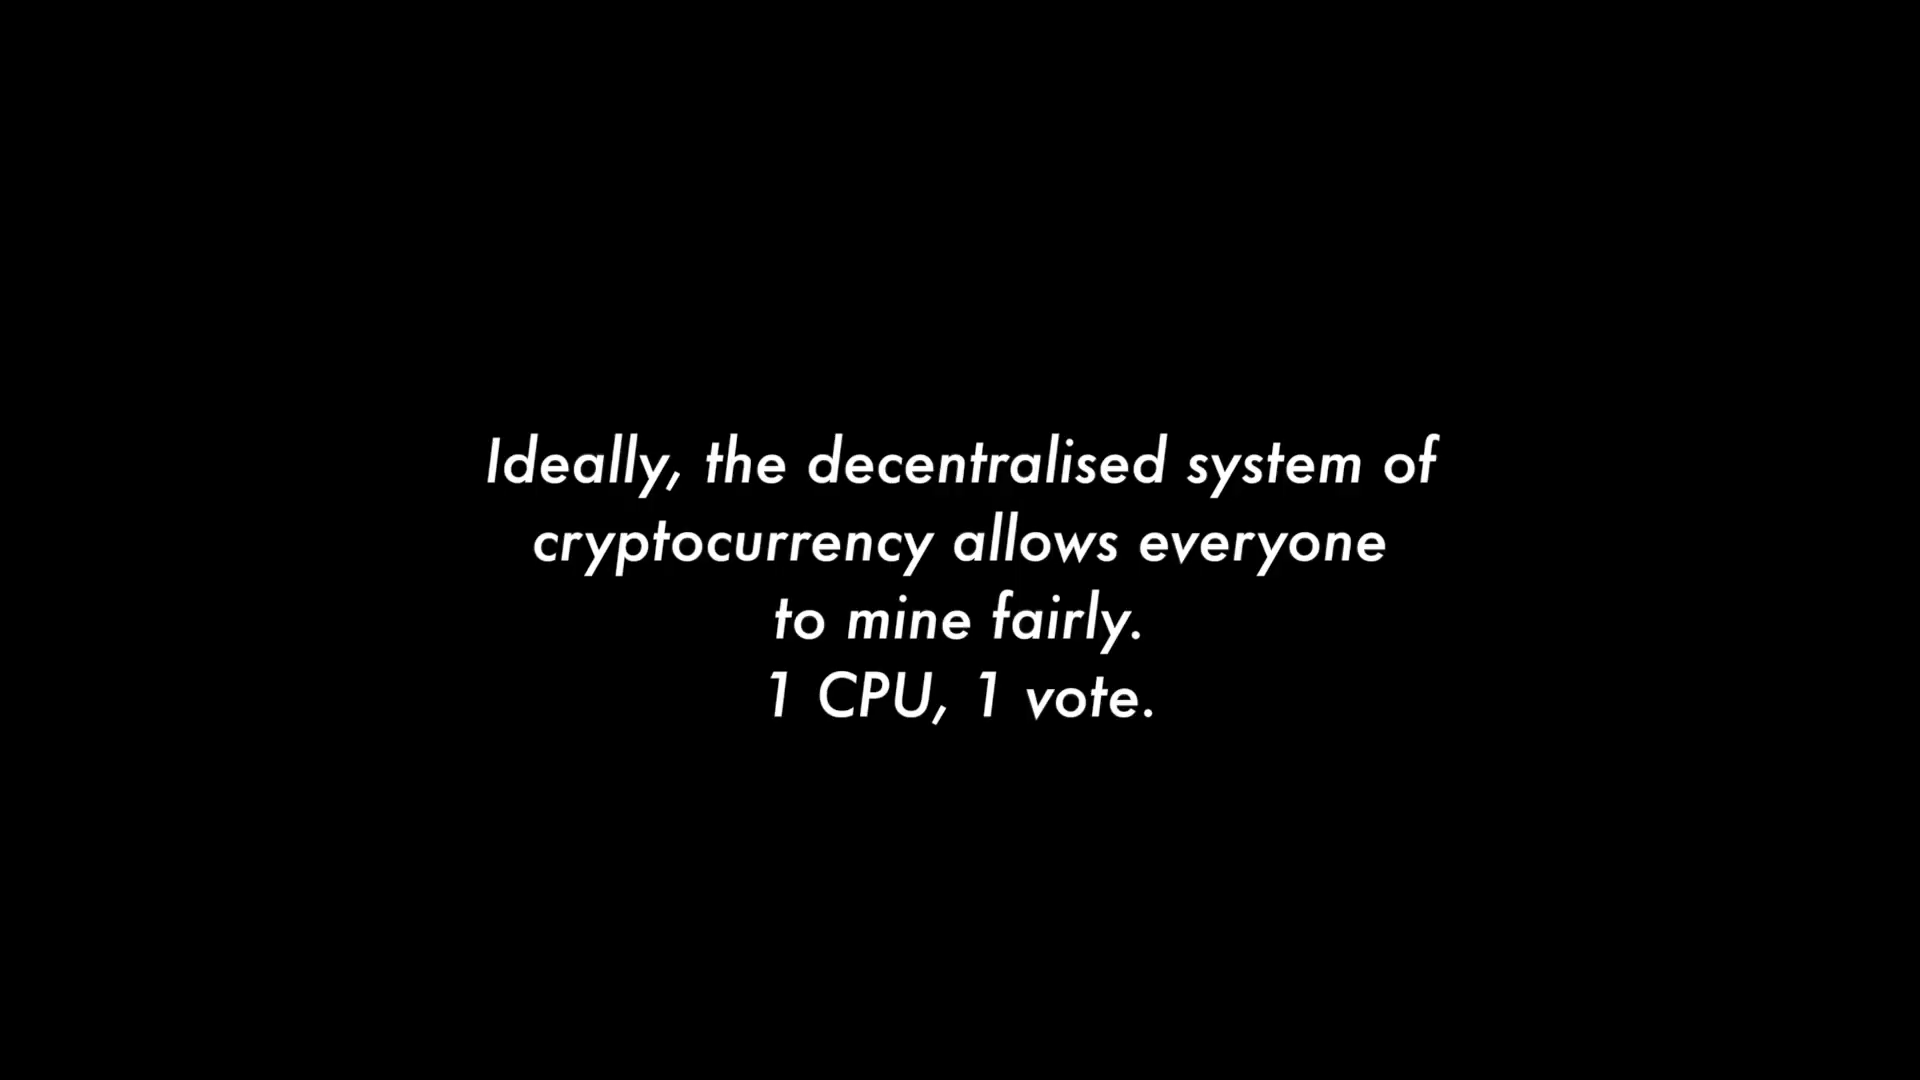 Ideally, the decentralised system of
cryptocurrency allows everyone
to mine fairly.
1 CPU, 1 vote.